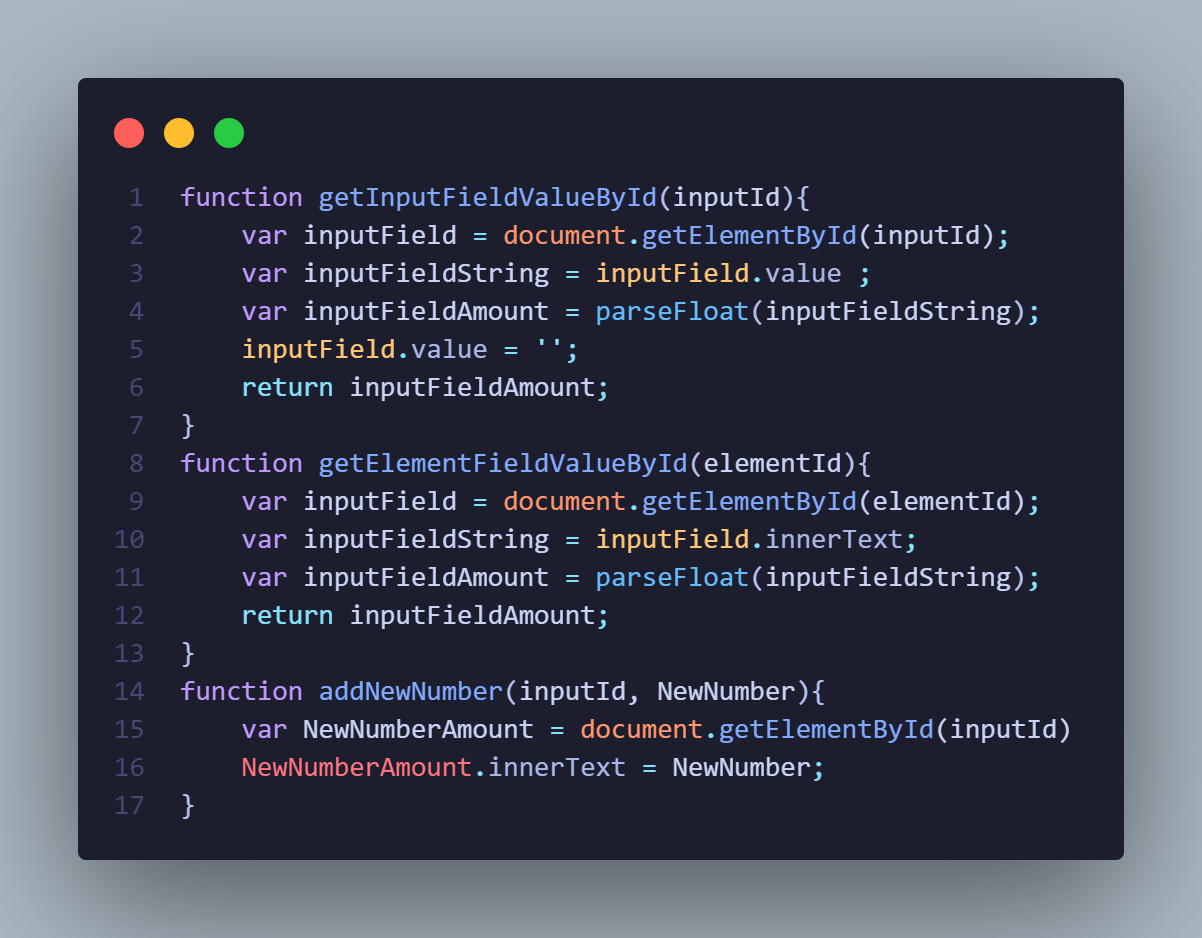 1 function getInputFieldValueById(inputId){
2     var inputField = document.getElementById(inputId);
3     var inputFieldString = inputField.value ;
4     var inputFieldAmount = parseFloat(inputFieldString);
5     inputField.value = '';
6     return inputFieldAmount;
7 }
8 function getElementFieldValueById(elementId){
9     var inputField = document.getElementById(elementId);
10     var inputFieldString = inputField.innerText;
11     var inputFieldAmount = parseFloat(inputFieldString);
12     return inputFieldAmount;
13 }
14 function addNewNumber(inputId, NewNumber){
15     var NewNumberAmount = document.getElementById(inputId)
16     NewNumberAmount.innerText = NewNumber;
17 }